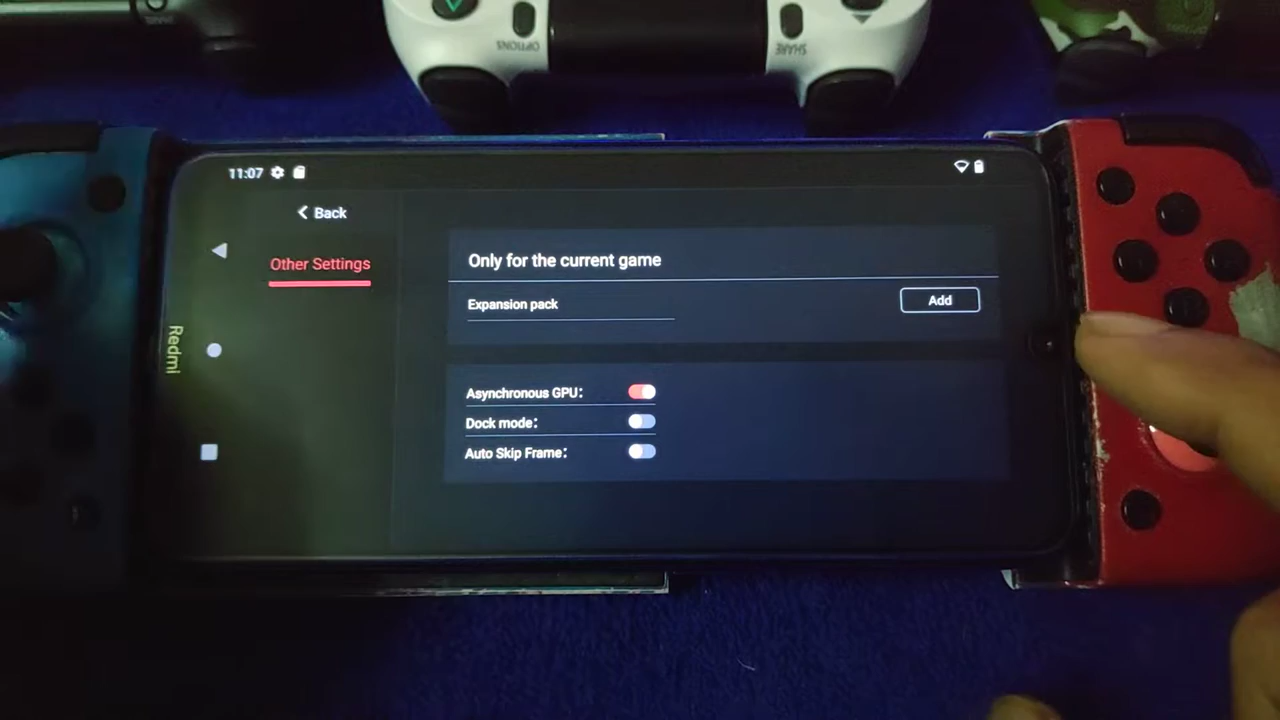 SHARE
OPTIONS
SHARE
11:07
Back
Other Settings
Only for the current game
Expansion pack
Add
Redmi
Asynchronous GPU:
Dock mode:
Auto Skip Frame: